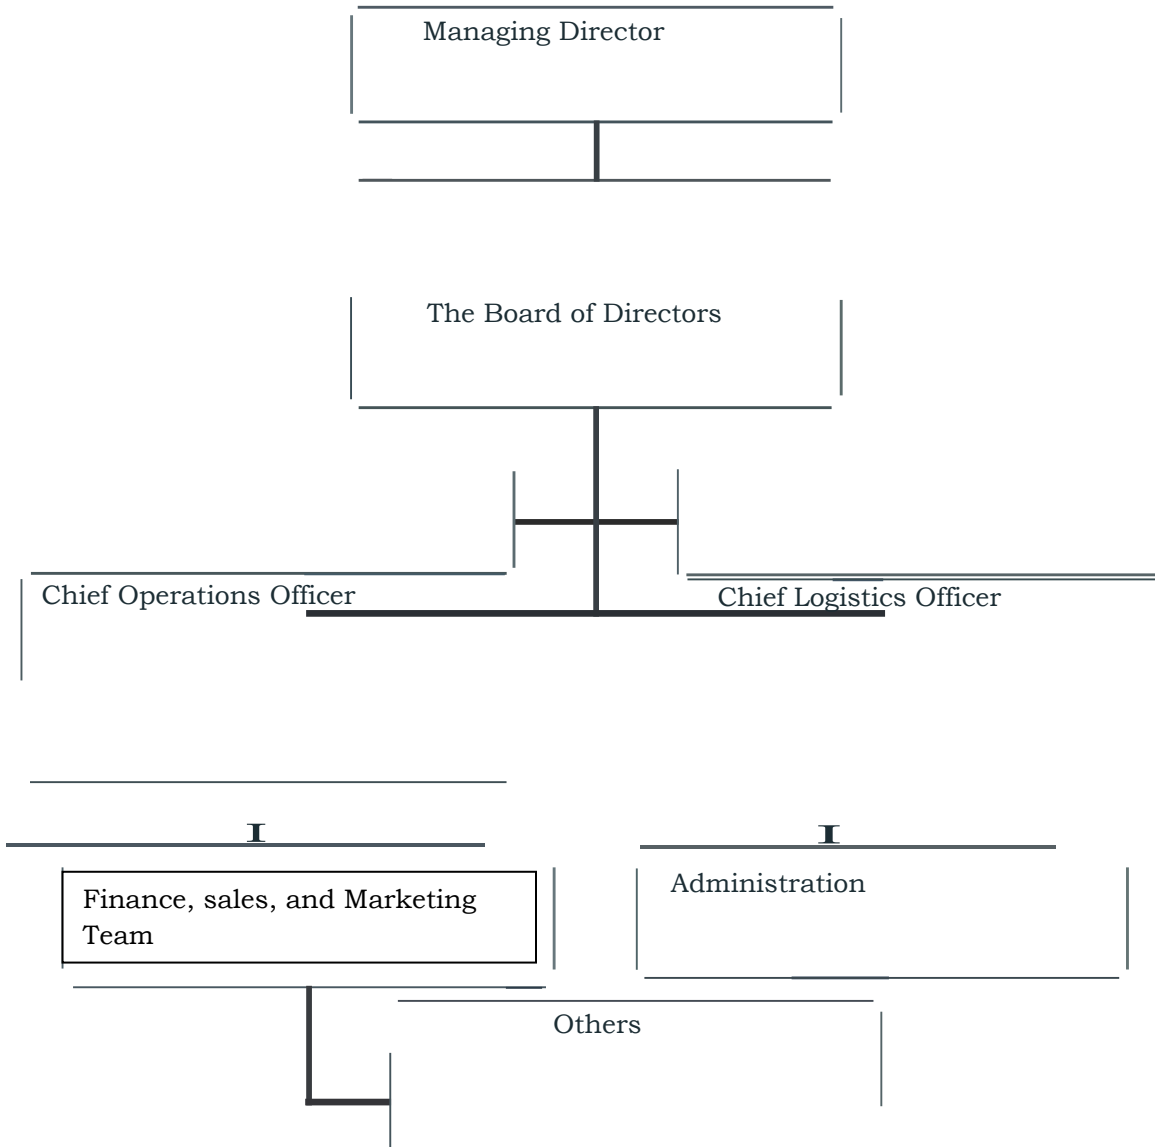 Managing Director
The Board of Directors
Chief Operations Officer
Chief Logistics Officer
Finance, sales, and Marketing
Team
Administration
Others